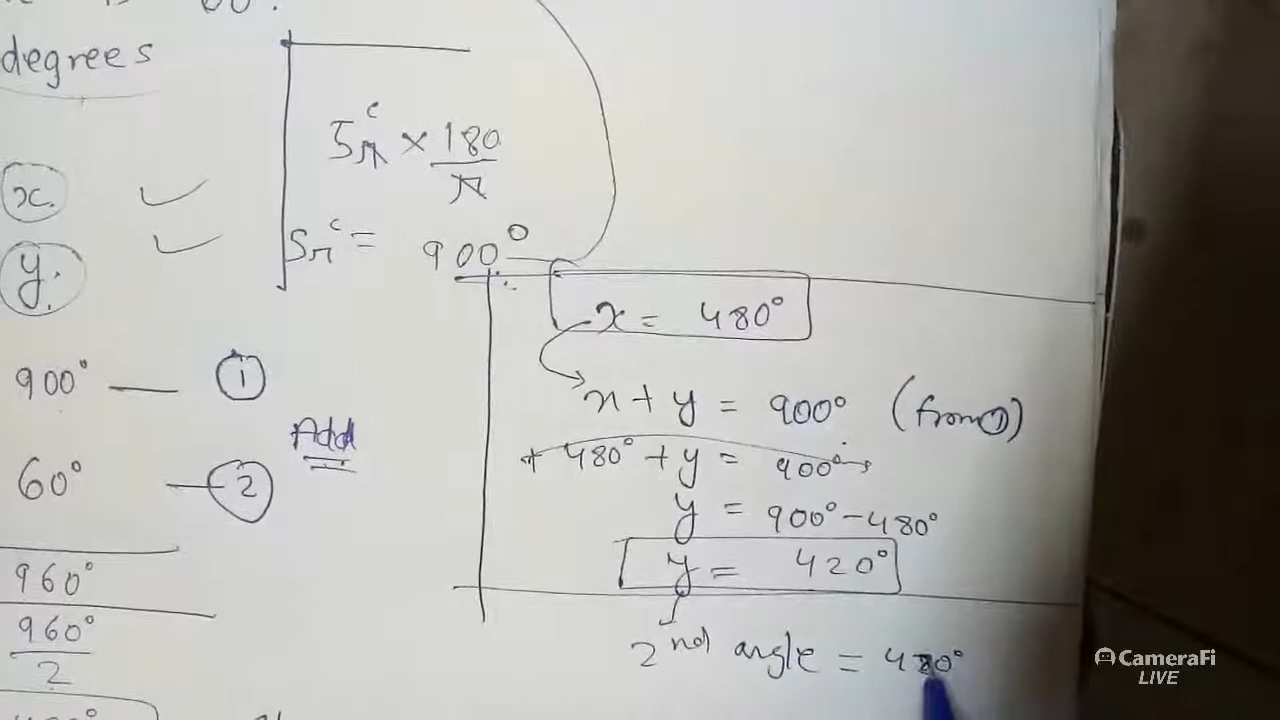 degrees
5π^c × 180/π
x.
5π^c = 900°
y.
x = 480°
900° — ①
x + y = 900° (from ①)
Add
+ 480° + y = 900°
60° — ②
y = 900° - 480°
960°
y = 420°
960°/2
2nd angle =
CameraFi
LIVE